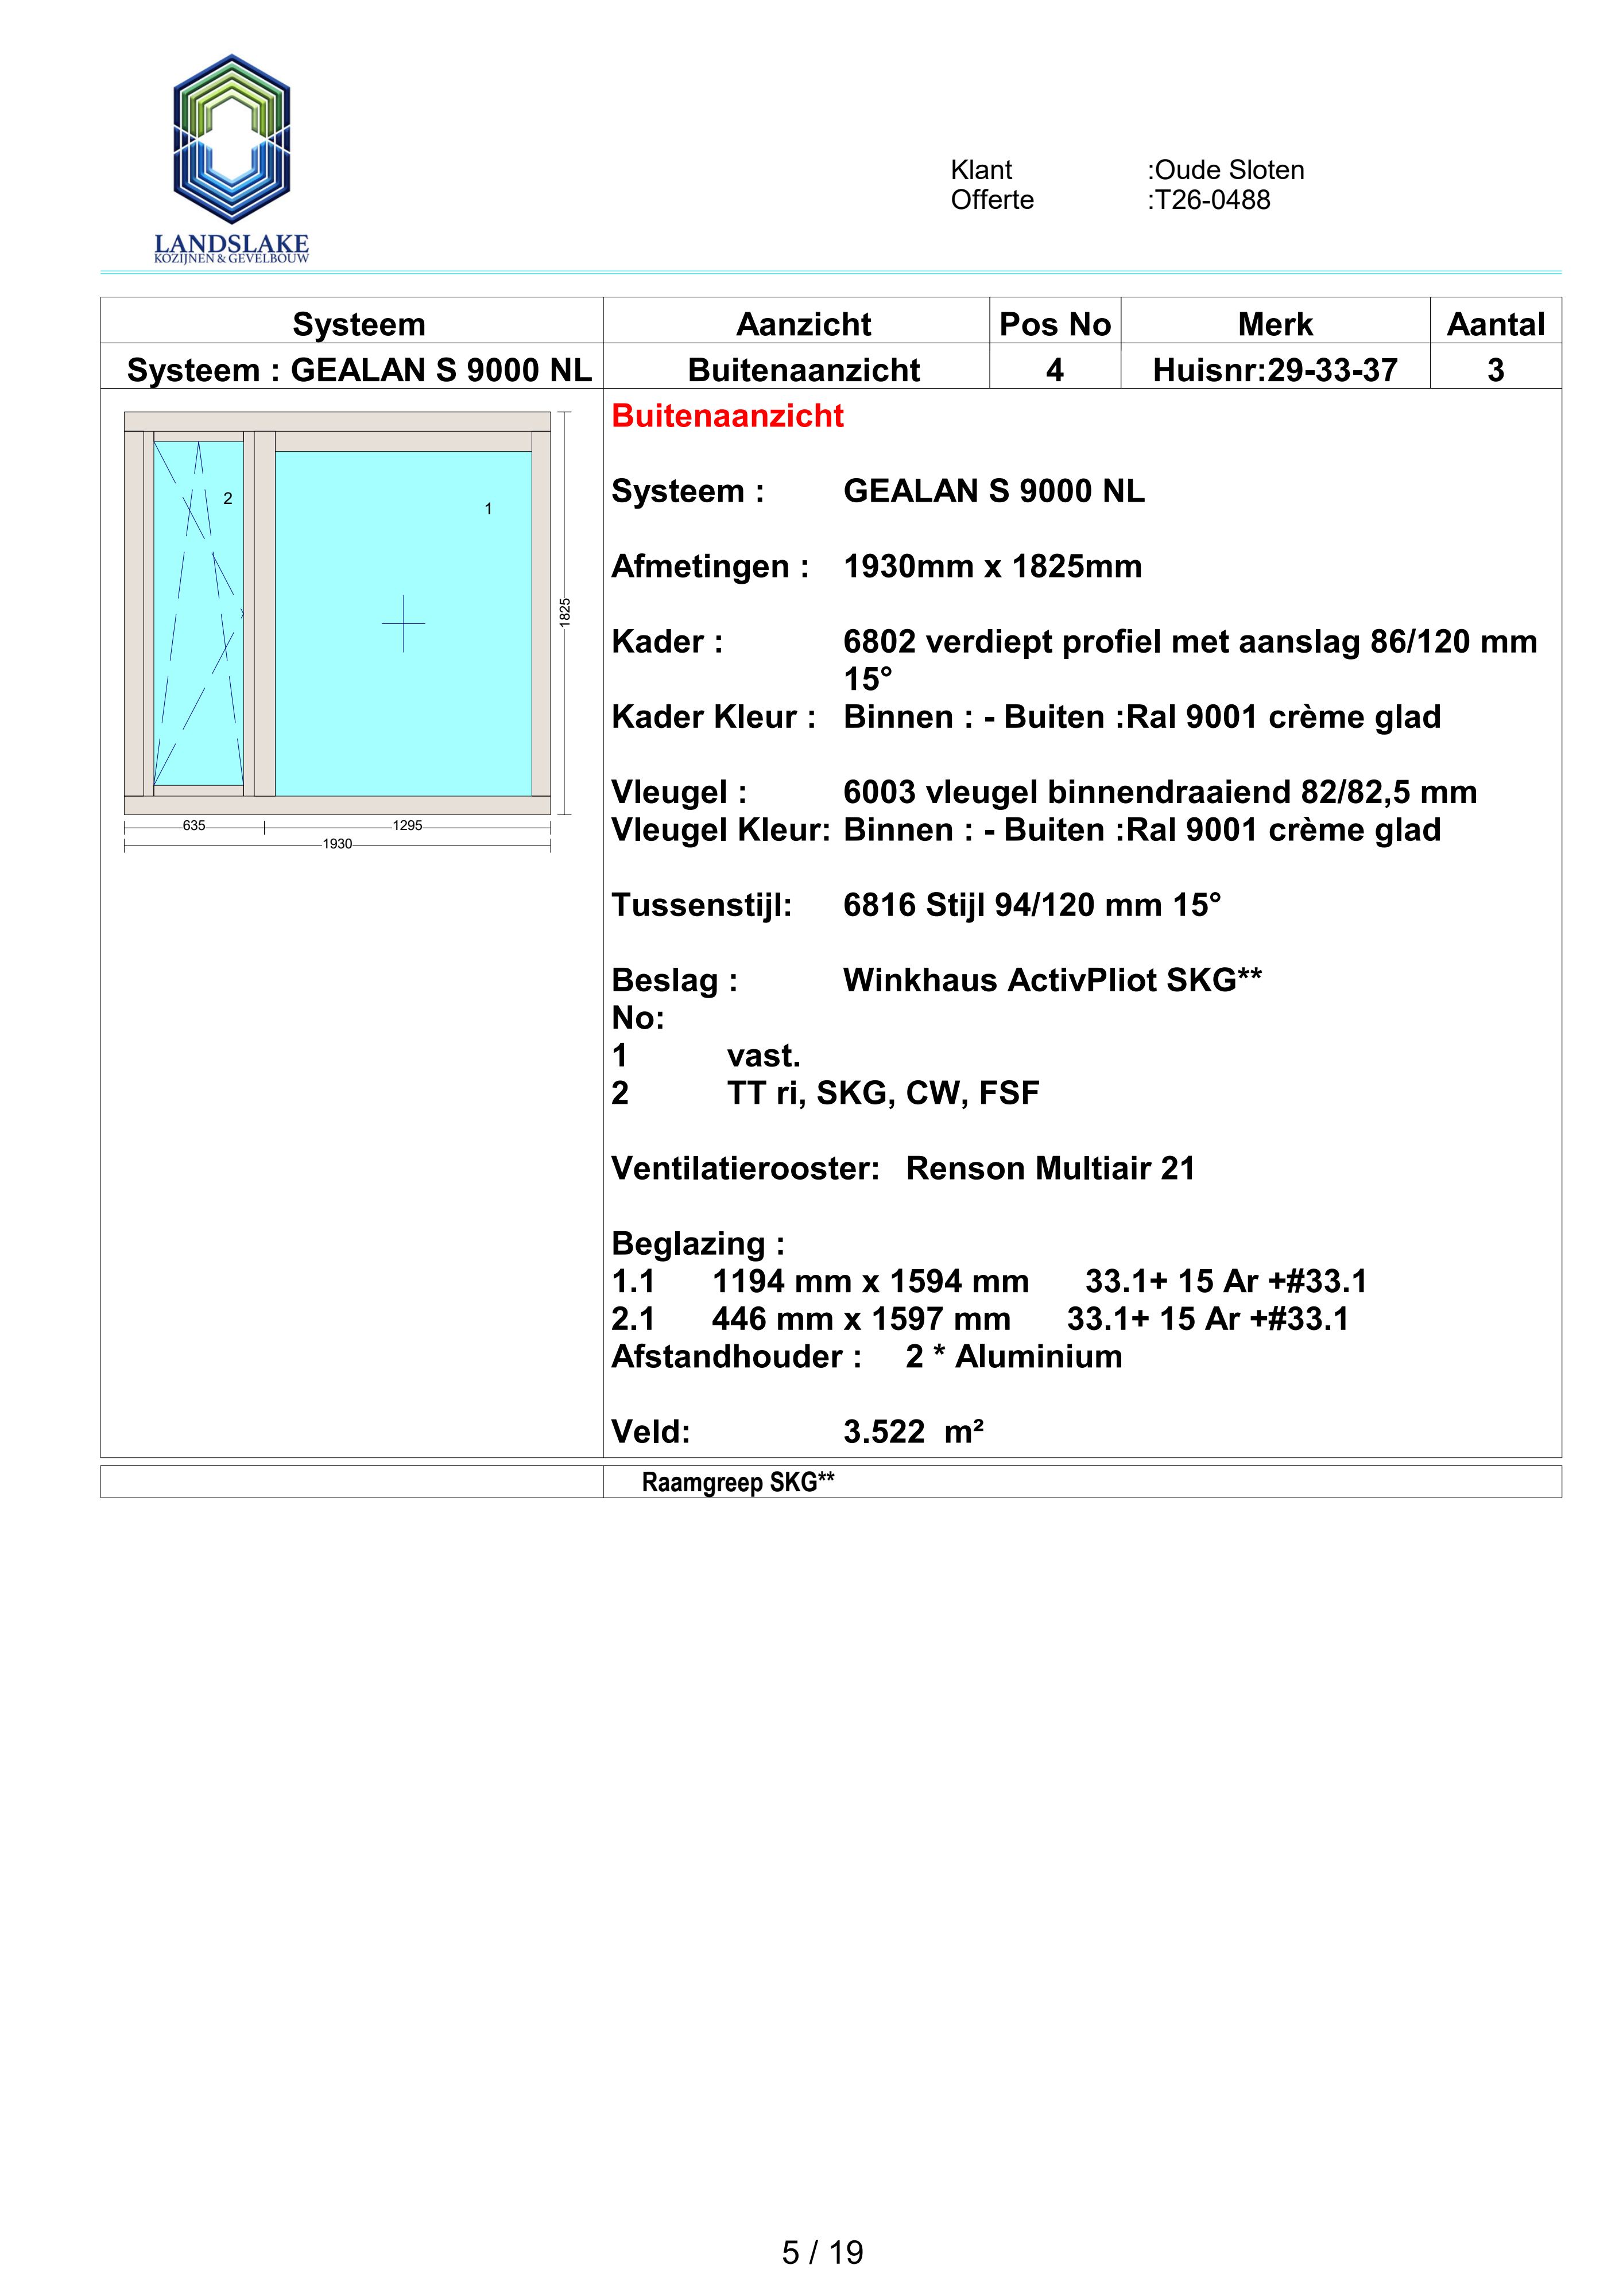 LANDSLAKE
KOZIJNEN & GEVELBOUW
Klant :Oude Sloten
Offerte :T26-0488
Systeem Aanzicht Pos No Merk Aantal
Systeem : GEALAN S 9000 NL Buitenaanzicht 4 Huisnr:29-33-37 3
2
1
1825
635 1295
1930
Buitenaanzicht
Systeem : GEALAN S 9000 NL
Afmetingen : 1930mm x 1825mm
Kader : 6802 verdiept profiel met aanslag 86/120 mm
15°
Kader Kleur : Binnen : - Buiten :Ral 9001 crème glad
Vleugel : 6003 vleugel binnendraaiend 82/82,5 mm
Vleugel Kleur: Binnen : - Buiten :Ral 9001 crème glad
Tussenstijl: 6816 Stijl 94/120 mm 15°
Beslag : Winkhaus ActivPliot SKG**
No:
1 vast.
2 TT ri, SKG, CW, FSF
Ventilatierooster: Renson Multiair 21
Beglazing :
1.1 1194 mm x 1594 mm 33.1+ 15 Ar +#33.1
2.1 446 mm x 1597 mm 33.1+ 15 Ar +#33.1
Afstandhouder : 2 * Aluminium
Veld: 3.522 m²
Raamgreep SKG**
5 / 19